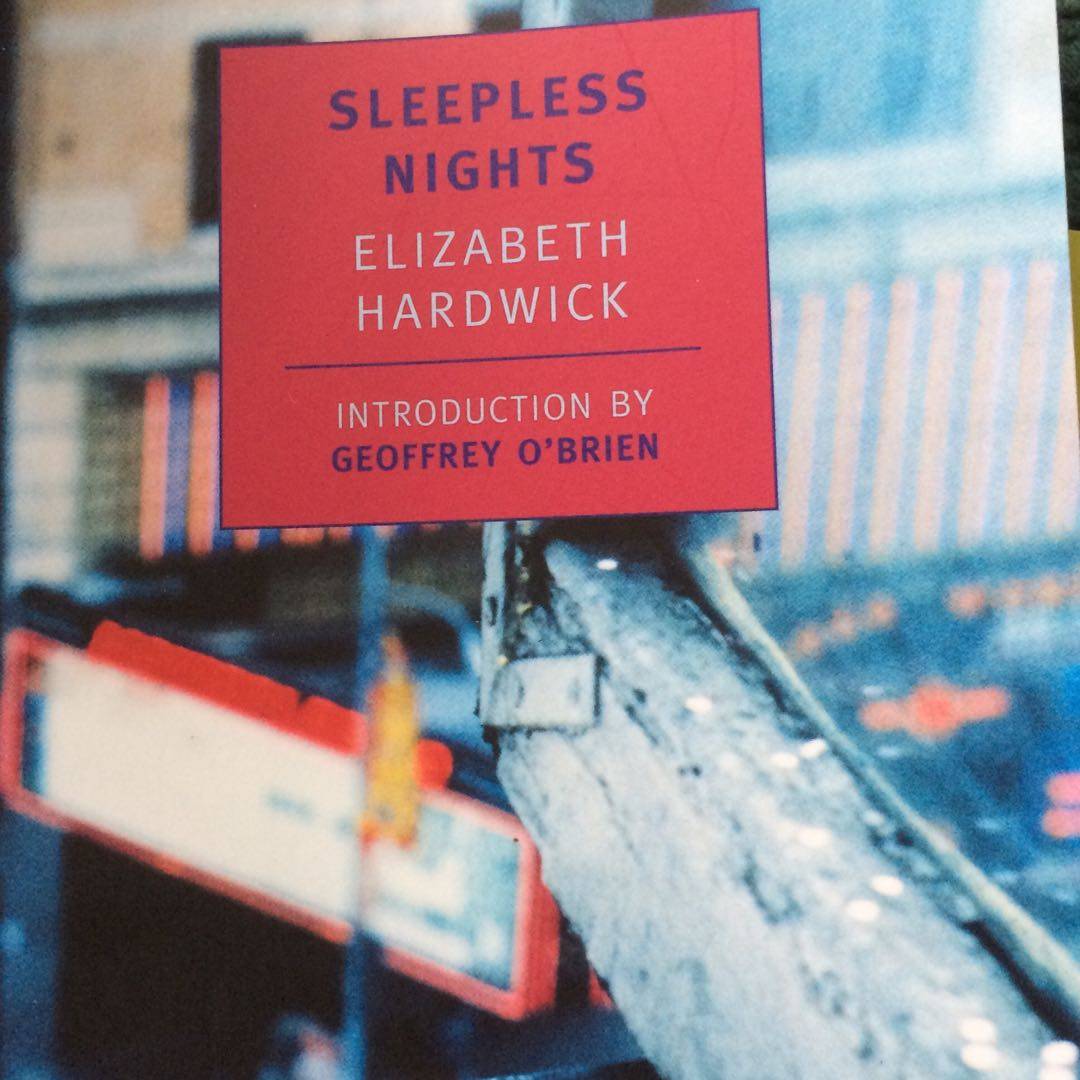 SLEEPLESS
NIGHTS
ELIZABETH
HARDWICK
INTRODUCTION BY
GEOFFREY O'BRIEN